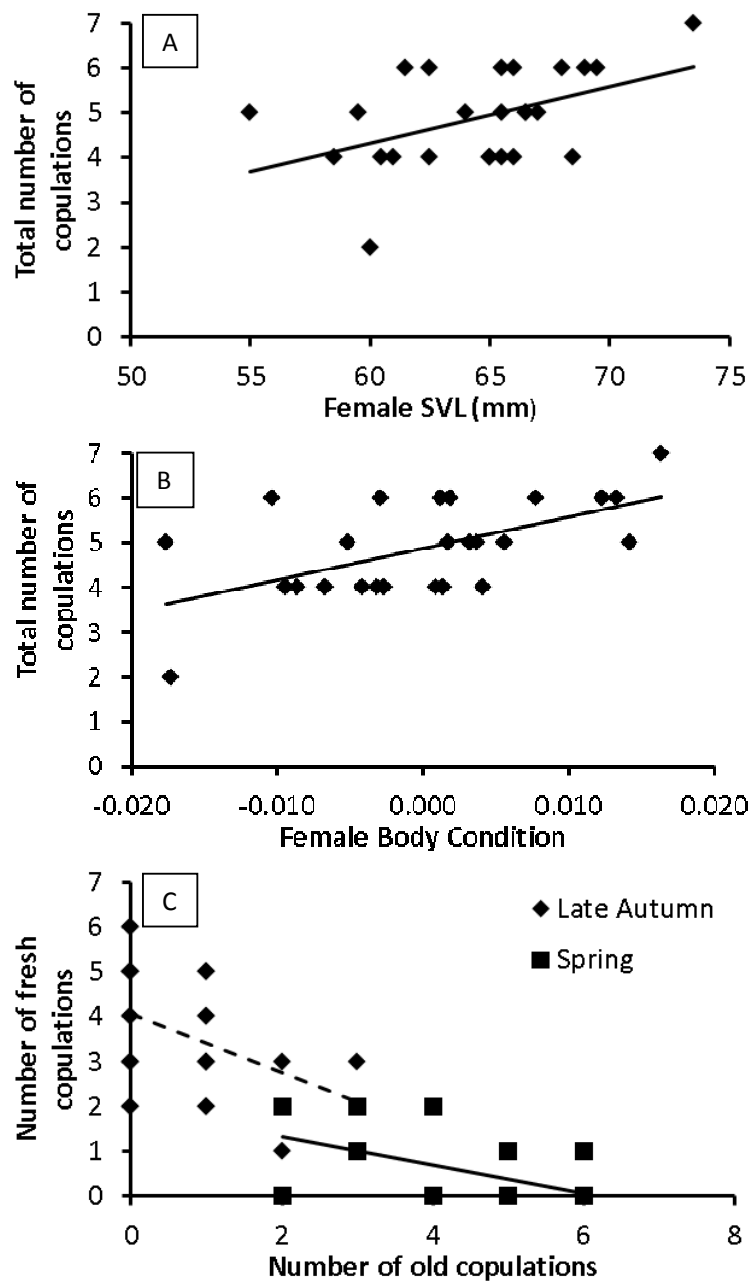 A
Total number of
copulations
7
6
5
4
3
2
1
0
50 55 60 65 70 75
Female SVL (mm)
B
Total number of
copulations
7
6
5
4
3
2
1
0
-0.020 -0.010 0.000 0.010 0.020
Female Body Condition
C
Late Autumn
Spring
Number of fresh
copulations
7
6
5
4
3
2
1
0
0 2 4 6 8
Number of old copulations